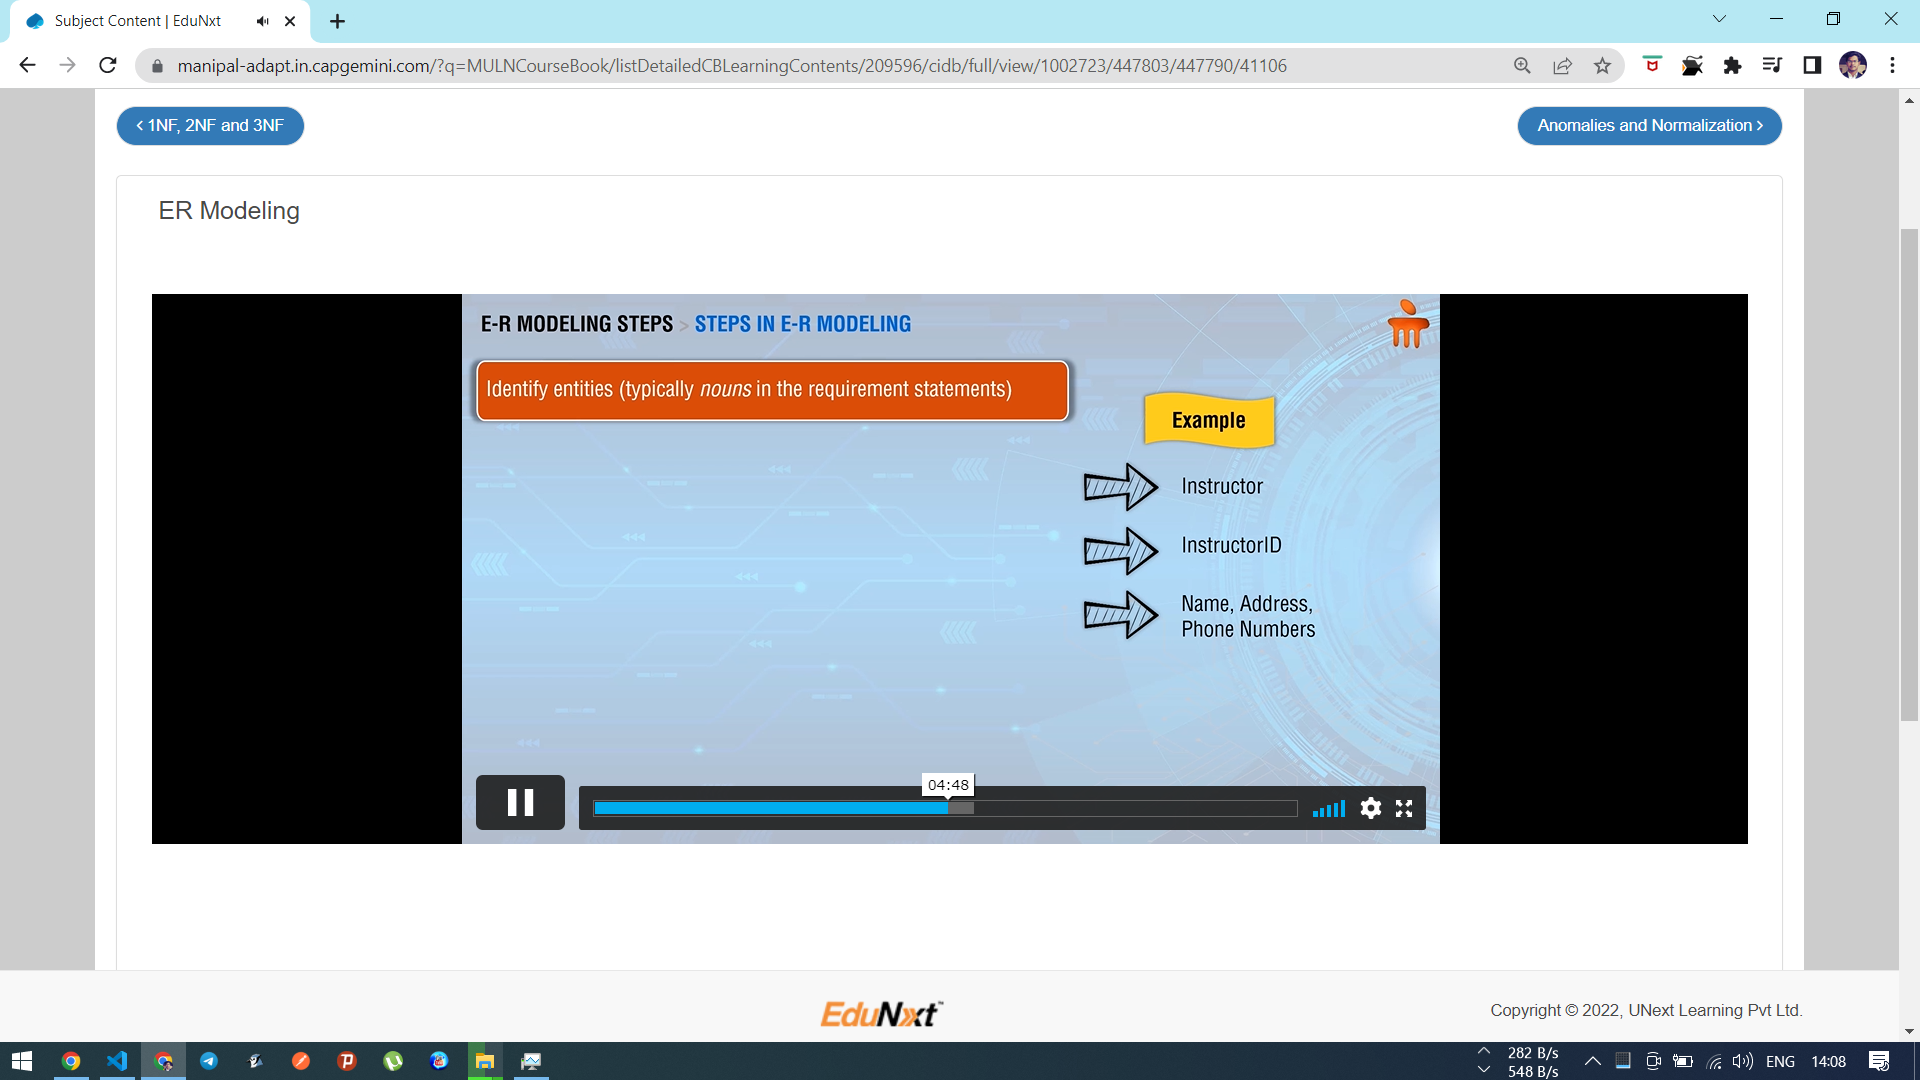 Subject Content | EduNxt
manipal-adapt.in.capgemini.com/?q=MULNCourseBook/listDetailedCBLearningContents/209596/cidb/full/view/1002723/447803/447790/41106
1NF, 2NF and 3NF
Anomalies and Normalization
ER Modeling
E-R MODELING STEPS > STEPS IN E-R MODELING
Identify entities (typically nouns in the requirement statements)
Example
Instructor
InstructorID
Name, Address,
Phone Numbers
04:48
EduNxt
Copyright © 2022, UNext Learning Pvt Ltd.
282 B/s
548 B/s
ENG
14:08